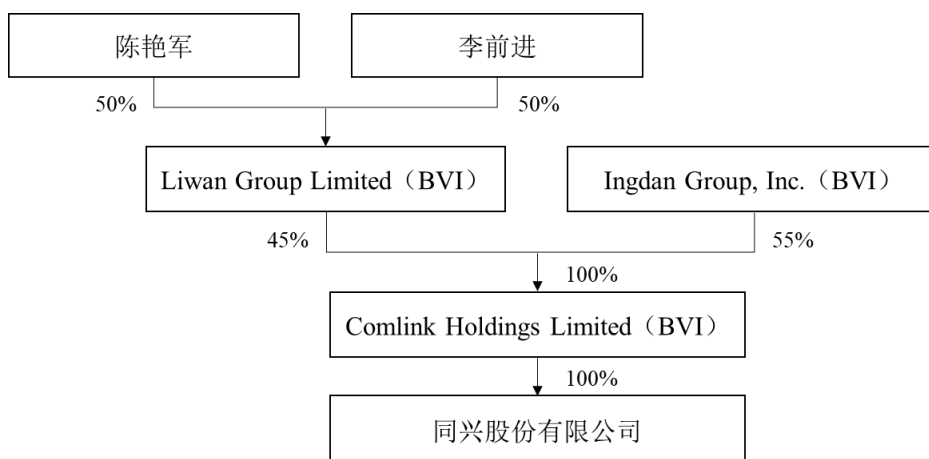 陈艳军
李前进
50%
50%
Liwan Group Limited（BVI）
Ingdan Group, Inc.（BVI）
45%
55%
100%
Comlink Holdings Limited（BVI）
100%
同兴股份有限公司